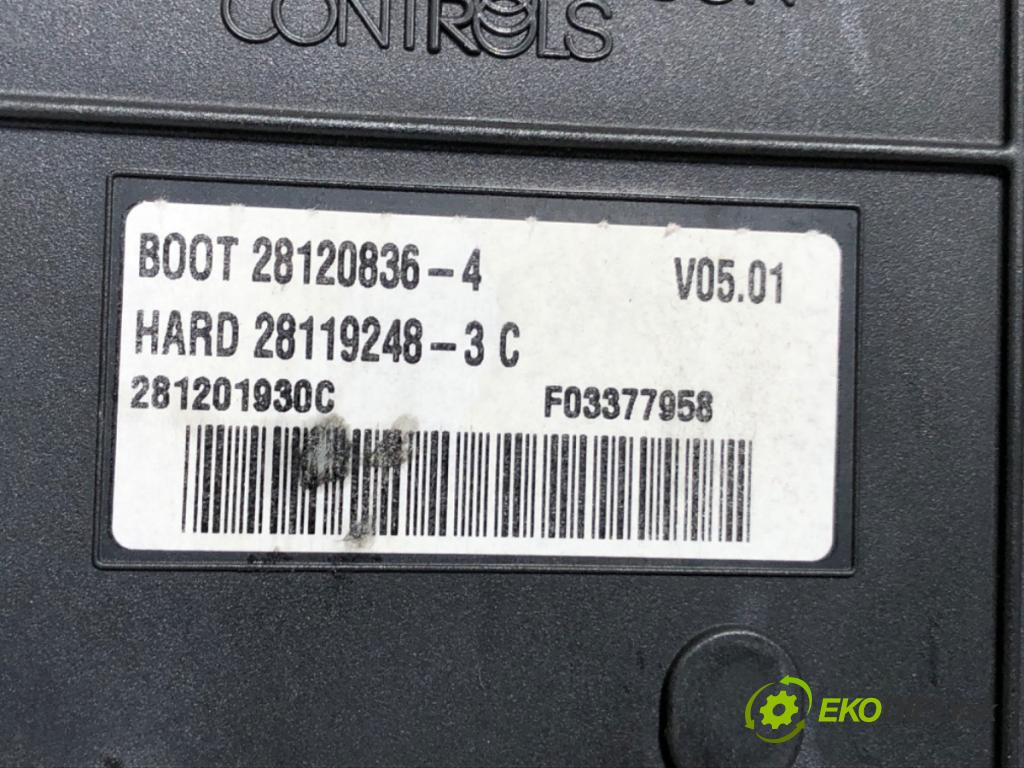 CONTROLS
BOOT 28120836-4 V05.01
HARD 28119248-3 C
281201930C F03377958
EKO